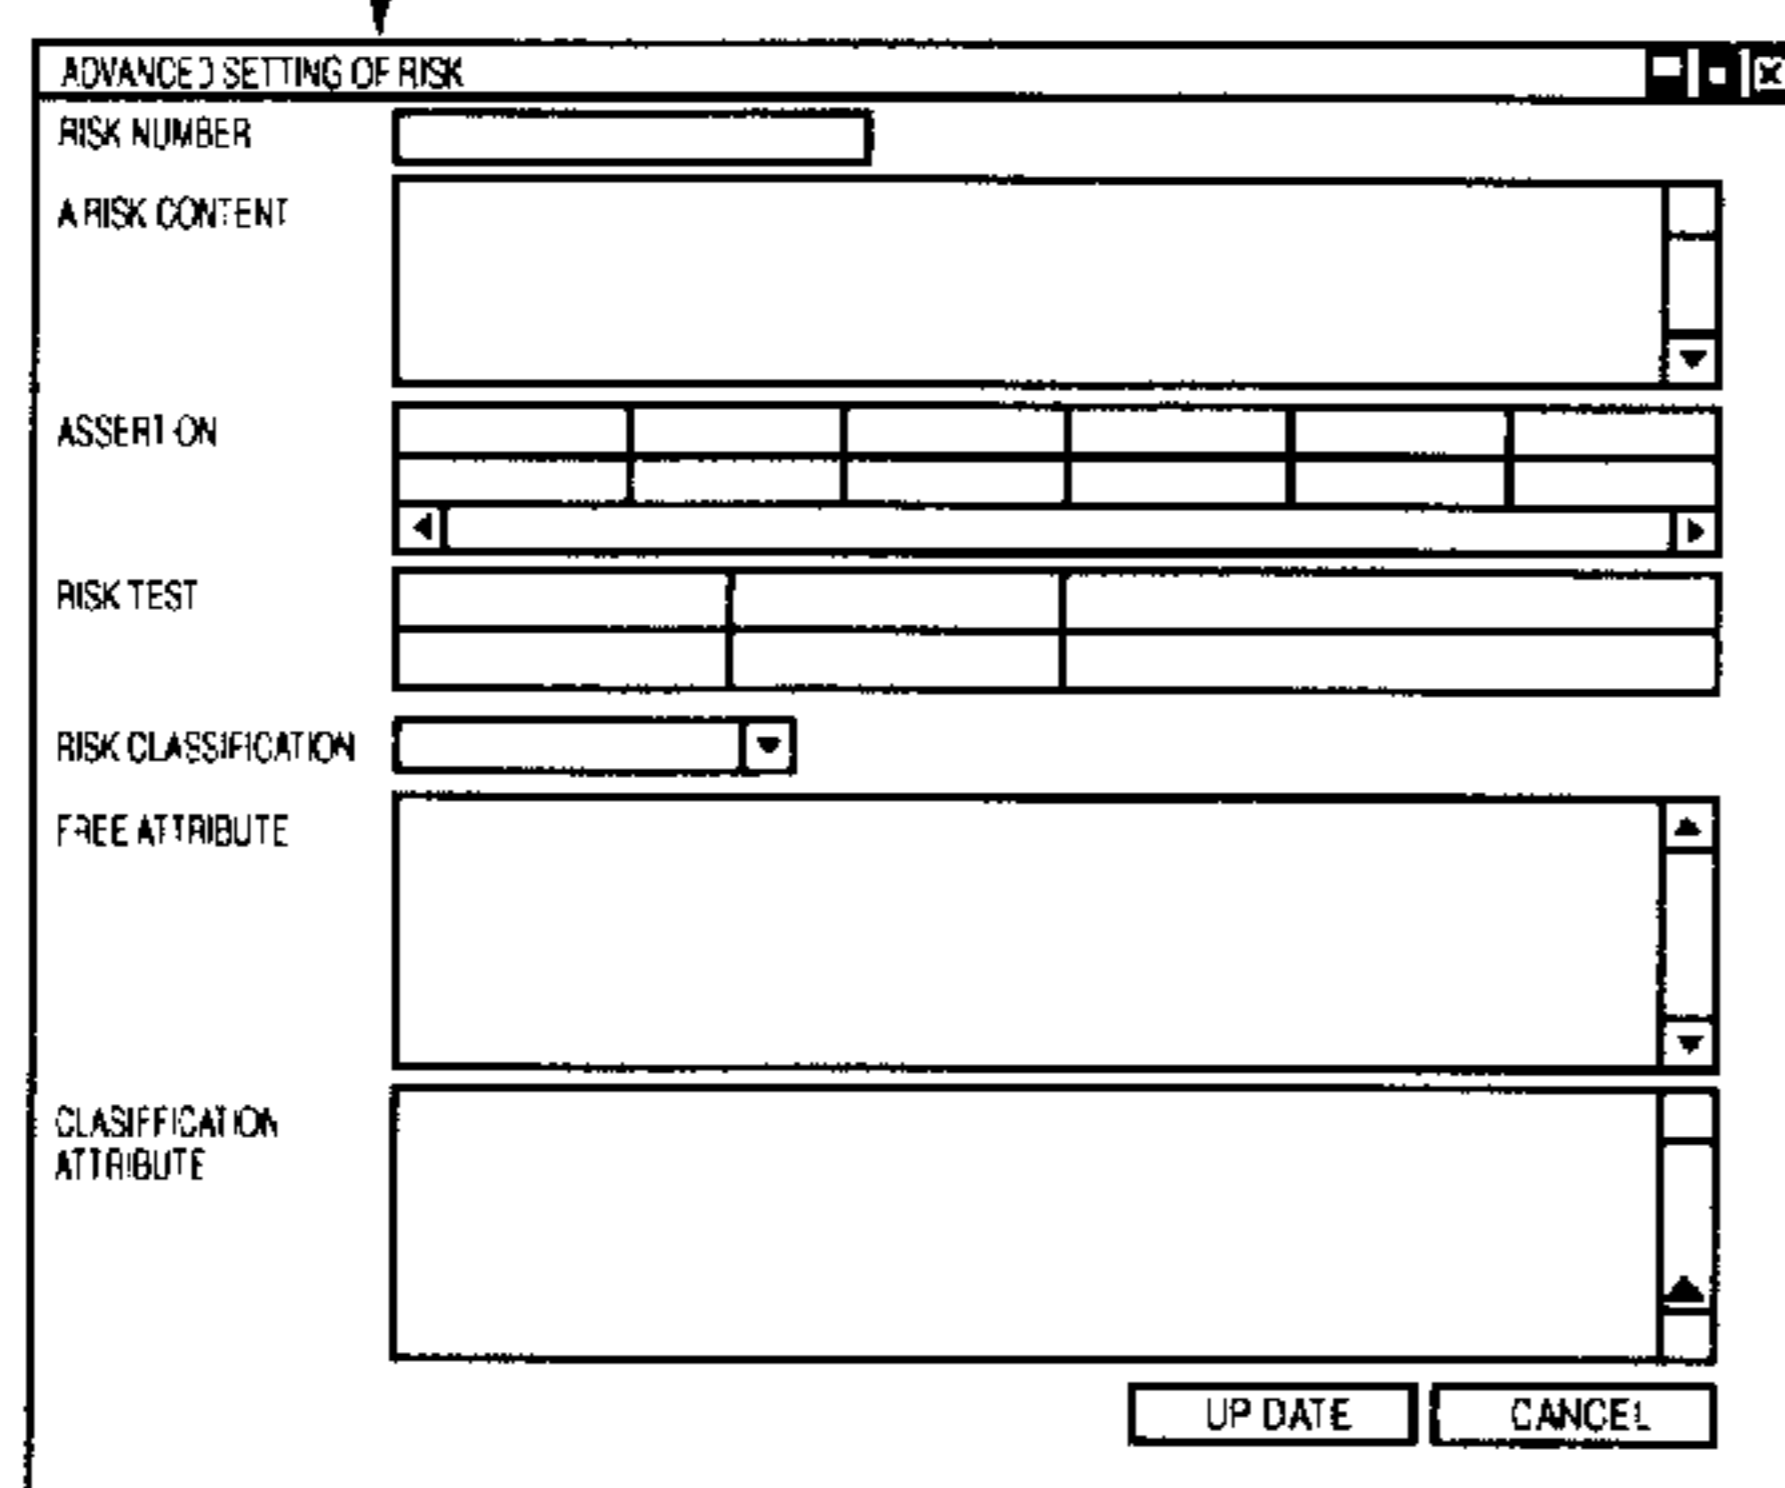 ADVANCED SETTING OF RISK
RISK NUMBER
A RISK CONTENT
ASSERTION
RISK TEST
RISK CLASSIFICATION
FREE ATTRIBUTE
CLASIFFICATION
ATTRIBUTE
UP DATE
CANCEL